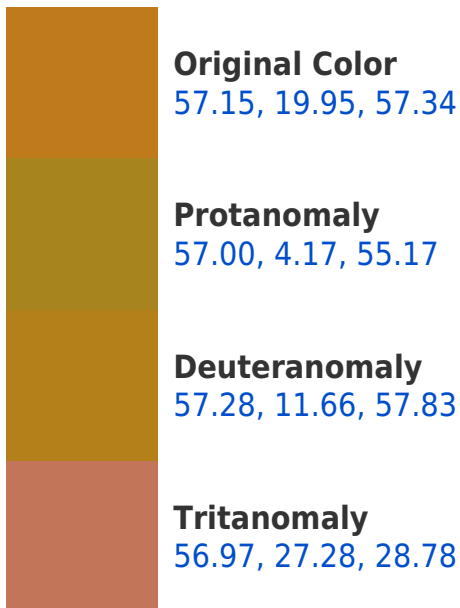 Original Color
57.15, 19.95, 57.34
Protanomaly
57.00, 4.17, 55.17
Deuteranomaly
57.28, 11.66, 57.83
Tritanomaly
56.97, 27.28, 28.78